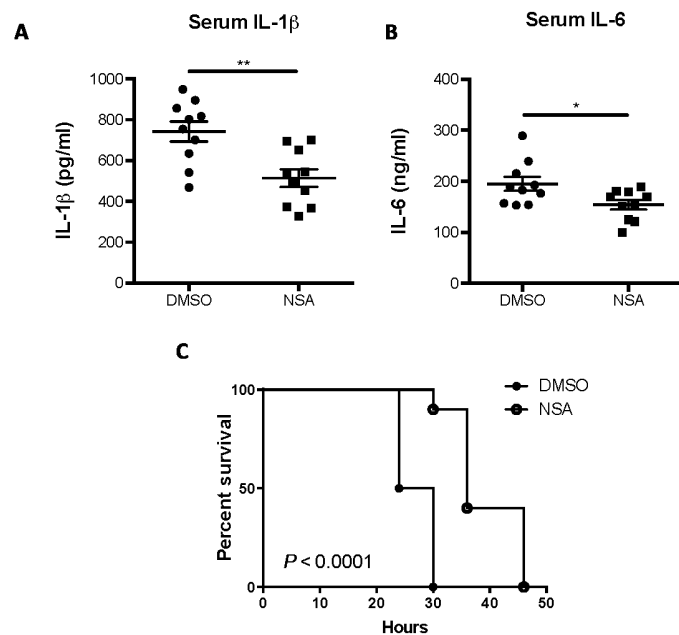 A
Serum IL-1β
**
IL-1β (pg/ml)
1000
800
600
400
200
0
DMSO
NSA
B
Serum IL-6
*
IL-6 (ng/ml)
400
300
200
100
0
DMSO
NSA
C
DMSO
NSA
Percent survival
100
50
0
P < 0.0001
0
10
20
30
40
50
Hours